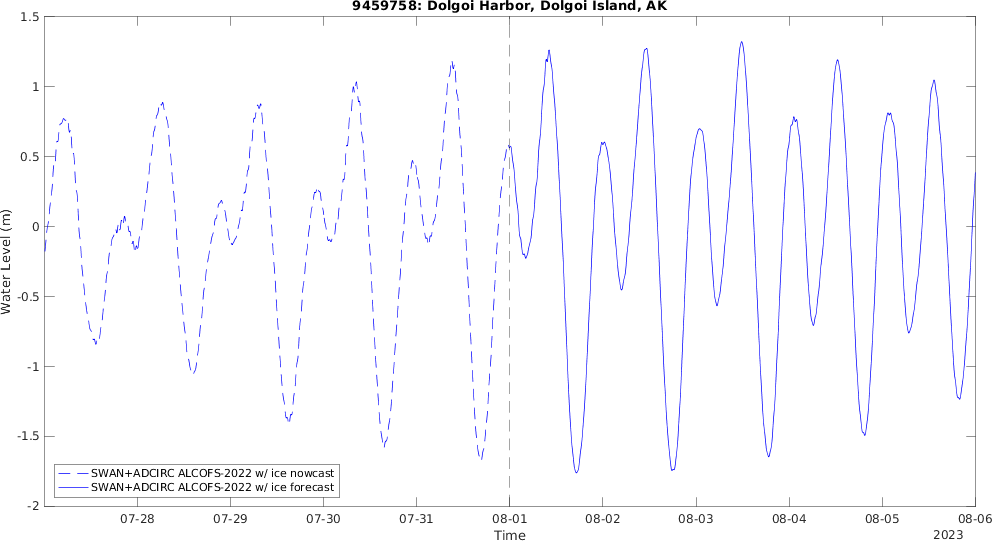 9459758: Dolgoi Harbor, Dolgoi Island, AK
1.5
1
0.5
0
-0.5
-1
-1.5
-2
Water Level (m)
SWAN+ADCIRC ALCOFS-2022 w/ ice nowcast
SWAN+ADCIRC ALCOFS-2022 w/ ice forecast
07-28 07-29 07-30 07-31 08-01 08-02 08-03 08-04 08-05 08-06
Time
2023